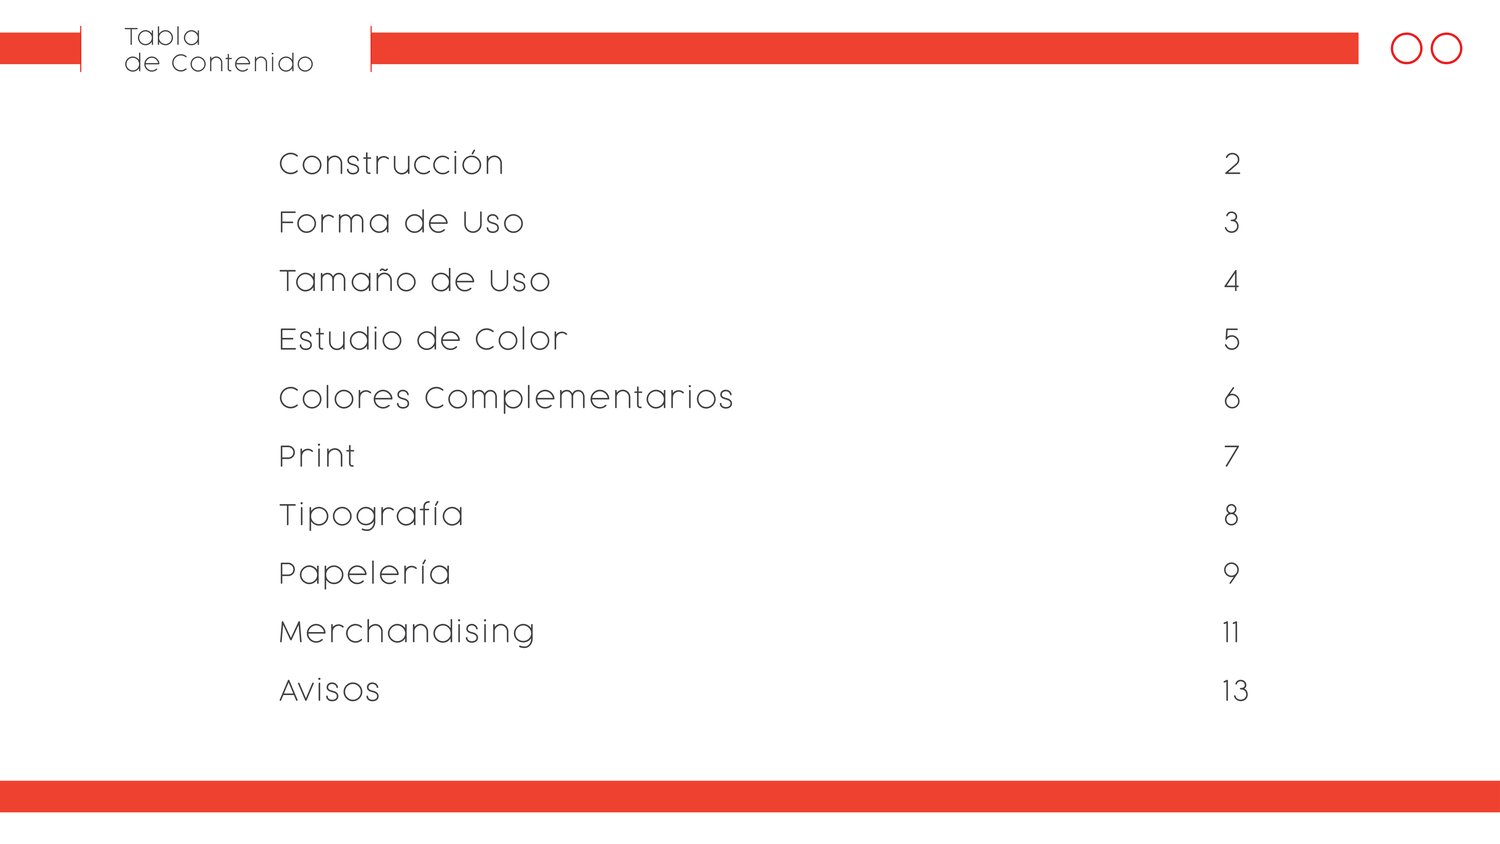 Tabla
de Contenido
00
Construcción 2
Forma de Uso 3
Tamaño de Uso 4
Estudio de Color 5
Colores Complementarios 6
Print 7
Tipografía 8
Papelería 9
Merchandising 11
Avisos 13